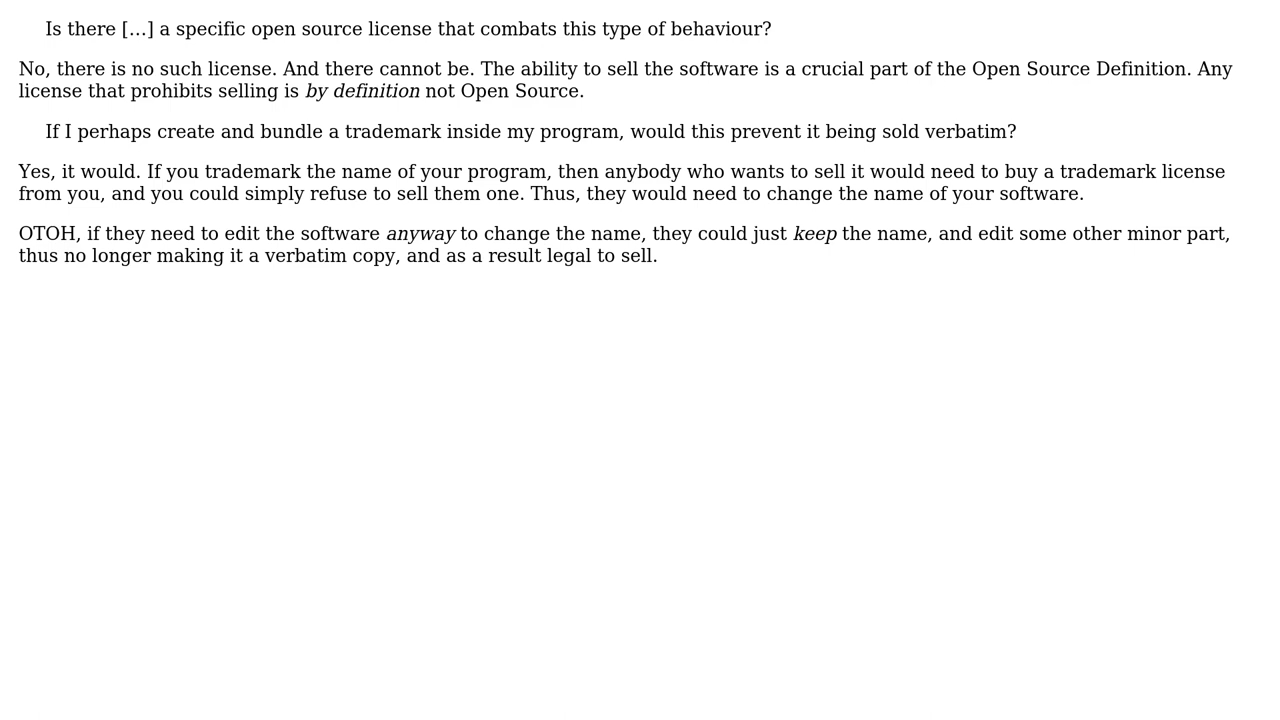 Is there […] a specific open source license that combats this type of behaviour?
No, there is no such license. And there cannot be. The ability to sell the software is a crucial part of the Open Source Definition. Any
license that prohibits selling is by definition not Open Source.
If I perhaps create and bundle a trademark inside my program, would this prevent it being sold verbatim?
Yes, it would. If you trademark the name of your program, then anybody who wants to sell it would need to buy a trademark license
from you, and you could simply refuse to sell them one. Thus, they would need to change the name of your software.
OTOH, if they need to edit the software anyway to change the name, they could just keep the name, and edit some other minor part,
thus no longer making it a verbatim copy, and as a result legal to sell.